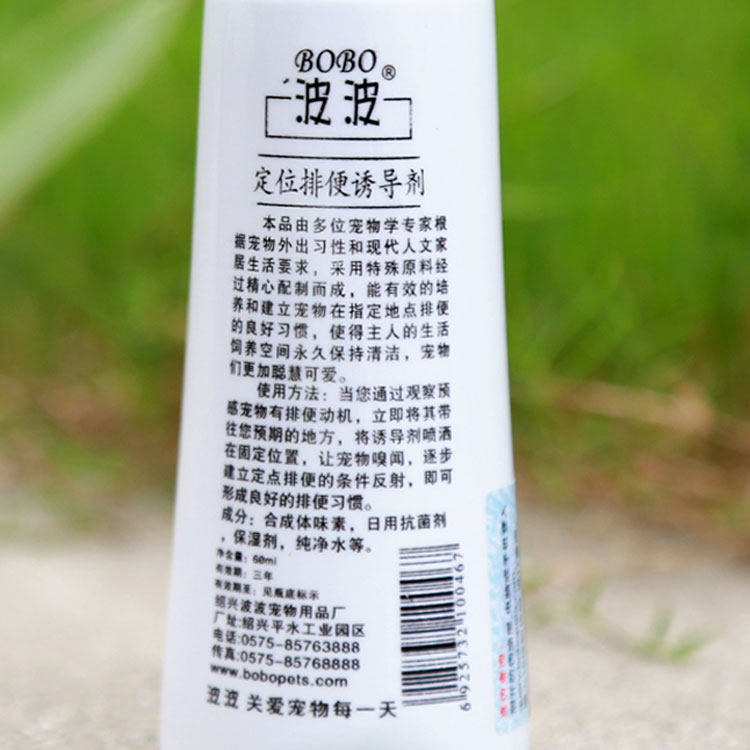 BOBO
波波®
定位排便诱导剂
本品由多位宠物学专家根
据宠物外出习性和现代人文家
居生活要求，采用特殊原料经
过精心配制而成，能有效的培
养和建立宠物在指定地点排便
的良好习惯，使得主人的生活
饲养空间永久保持清洁，宠物
们更加聪慧可爱。
使用方法：当您通过观察预
感宠物有排便动机，立即将其带
往您预期的地方，将诱导剂喷洒
在固定位置，让宠物嗅闻，逐步
建立定点排便的条件反射，即可
形成良好的排便习惯。
成分：合成体味素，日用抗菌剂
，保湿剂，纯净水等。
净含量：60ml
有效期：三年
有效期至：见瓶底标示
绍兴波波宠物用品厂
厂址:绍兴平水工业园区
电话:0575-85763888
传真:0575-85768888
www.bobopets.com
波波 关爱宠物每一天
6 925732 100467